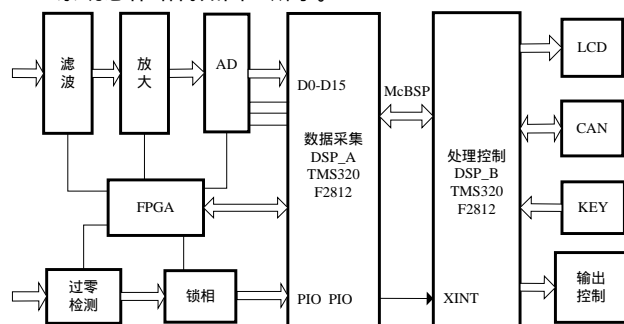 滤
波
放
大
AD
D0-D15
McBSP
LCD
数据采集
DSP_A
TMS320
F2812
处理控制
DSP_B
TMS320
F2812
CAN
FPGA
KEY
过零
检测
锁相
PIO PIO
XINT
输出
控制